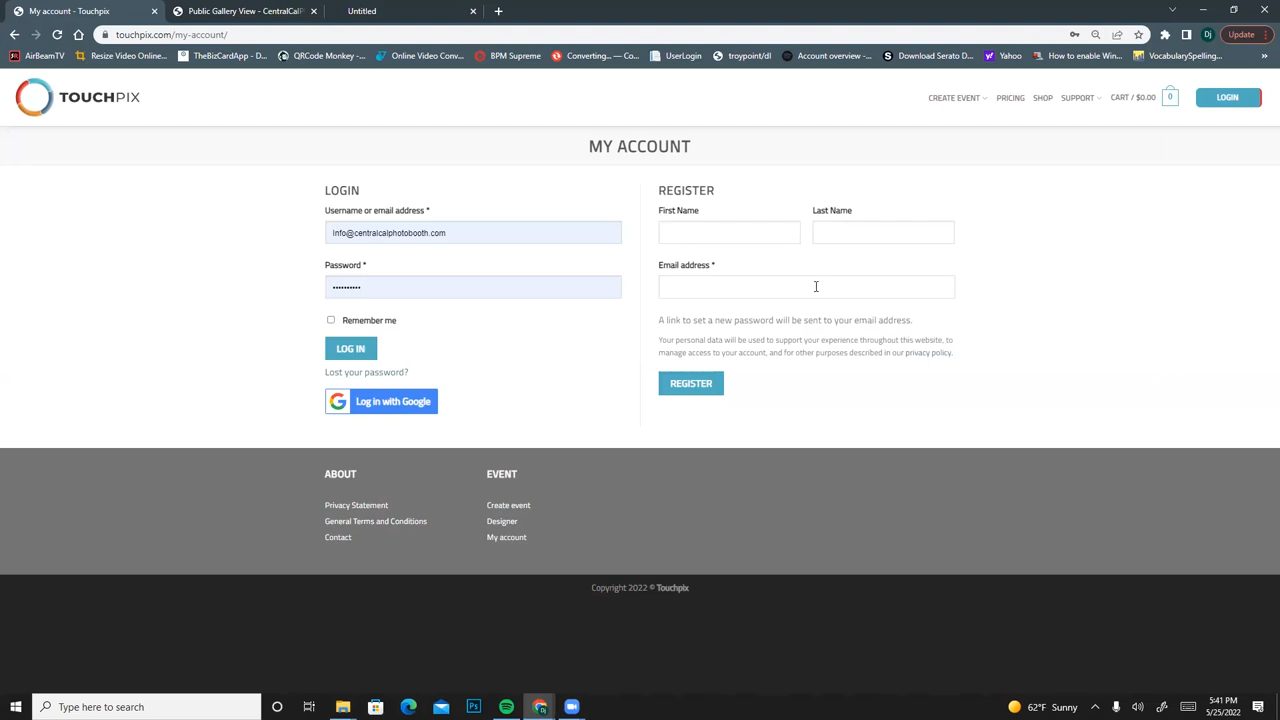 My account - Touchpix
Public Gallery View - CentralCalP
Untitled
touchpix.com/my-account/
Dj
Update
AirBeamTV
Resize Video Online...
TheBizCardApp - D...
QRCode Monkey -...
Online Video Conv...
BPM Supreme
Converting... — Co...
UserLogin
troypoint/dl
Account overview -...
Download Serato D...
Yahoo
How to enable Win...
VocabularySpelling...
TOUCHPIX
CREATE EVENT
PRICING
SHOP
SUPPORT
CART / $0.00
0
LOGIN
MY ACCOUNT
LOGIN
Username or email address *
Info@centralcalphotobooth.com
Password *
Remember me
LOG IN
Lost your password?
Log in with Google
REGISTER
First Name
Last Name
Email address *
A link to set a new password will be sent to your email address.
Your personal data will be used to support your experience throughout this website, to
manage access to your account, and for other purposes described in our privacy policy.
REGISTER
ABOUT
Privacy Statement
General Terms and Conditions
Contact
EVENT
Create event
Designer
My account
Copyright 2022 © Touchpix
Type here to search
Ps
62°F Sunny
5:41 PM
5/25/2022